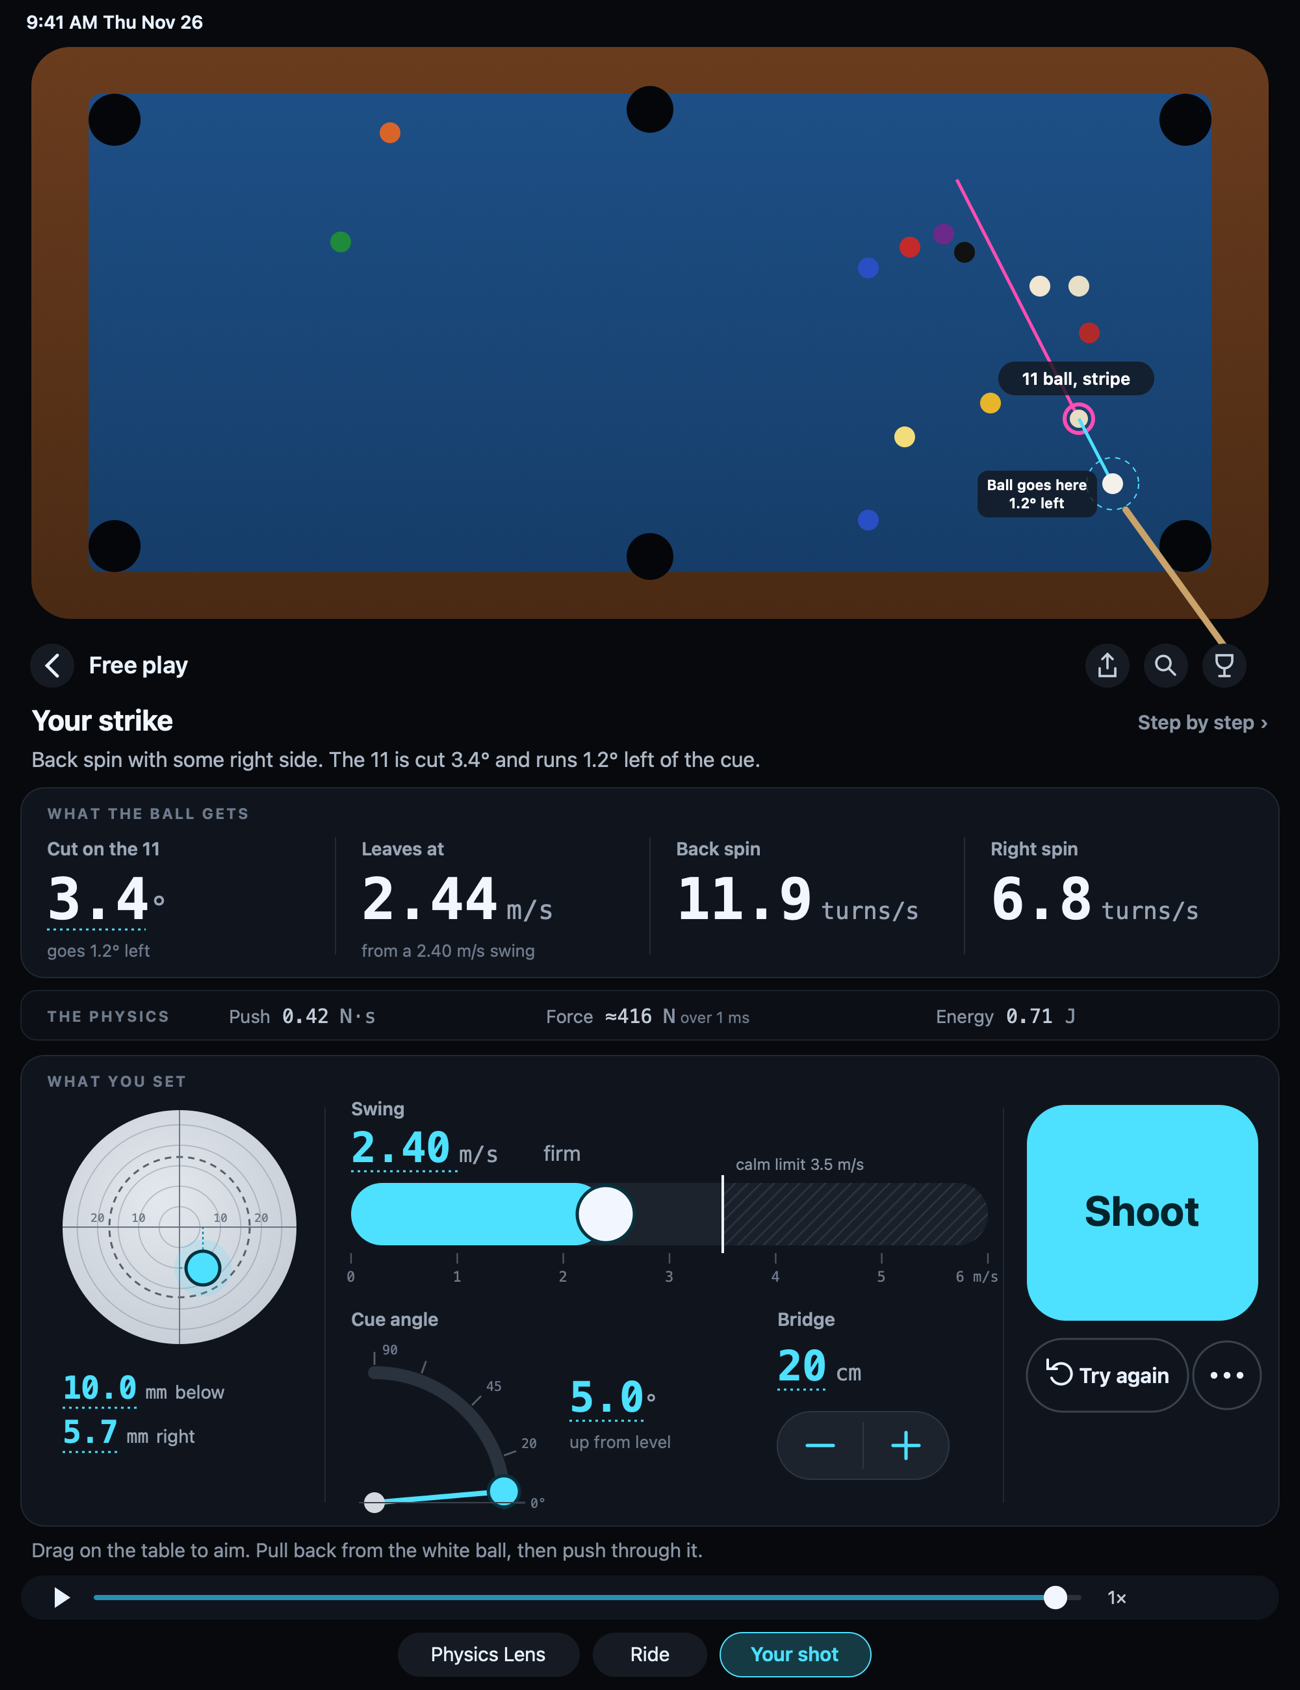 9:41 AM Thu Nov 26
11 ball, stripe
Ball goes here
1.2° left
Free play
Your strike
Step by step ›
Back spin with some right side. The 11 is cut 3.4° and runs 1.2° left of the cue.
WHAT THE BALL GETS
Cut on the 11
3.4°
goes 1.2° left
Leaves at
2.44 m/s
from a 2.40 m/s swing
Back spin
11.9 turns/s
Right spin
6.8 turns/s
THE PHYSICS
Push 0.42 N·s
Force ≈416 N over 1 ms
Energy 0.71 J
WHAT YOU SET
20 10 10 20
10.0 mm below
5.7 mm right
Swing
2.40 m/s firm
calm limit 3.5 m/s
0 1 2 3 4 5 6 m/s
Cue angle
90
45
20
0°
5.0°
up from level
Bridge
20 cm
Shoot
Try again
Drag on the table to aim. Pull back from the white ball, then push through it.
1×
Physics Lens
Ride
Your shot